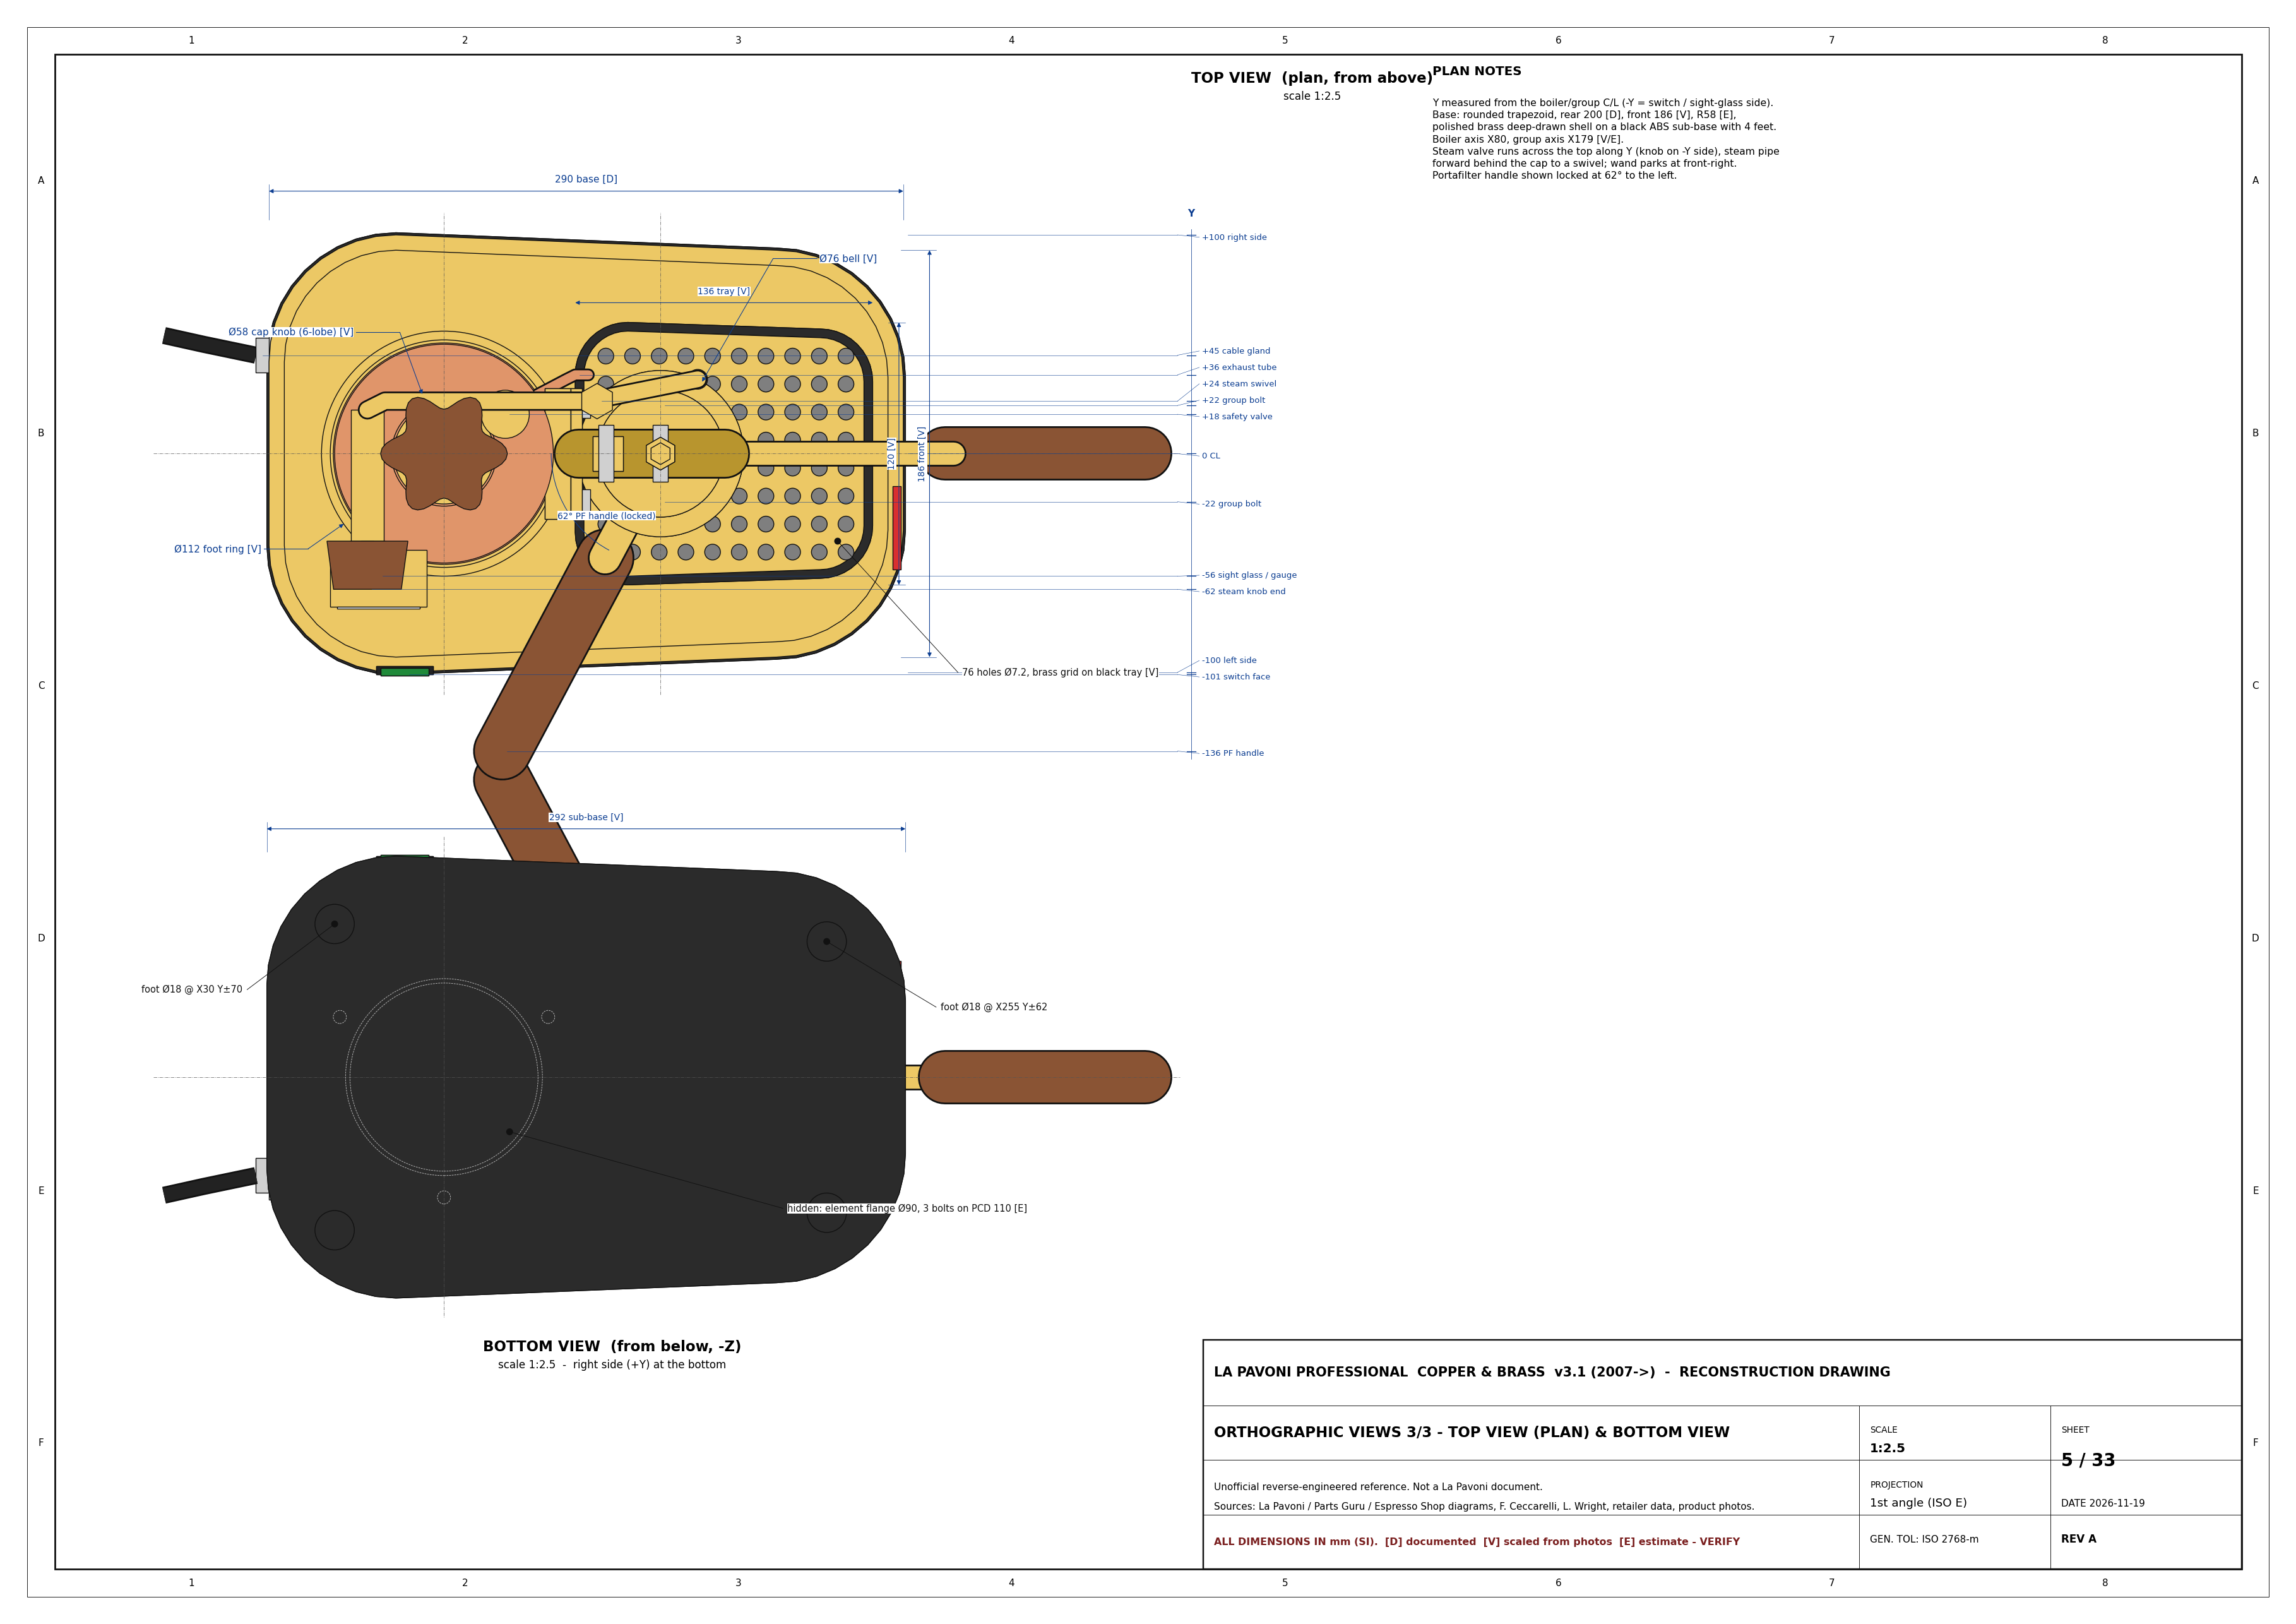 1 2 3 4 5 6 7 8
TOP VIEW (plan, from above)
scale 1:2.5
PLAN NOTES
Y measured from the boiler/group C/L (-Y = switch / sight-glass side).
Base: rounded trapezoid, rear 200 [D], front 186 [V], R58 [E],
polished brass deep-drawn shell on a black ABS sub-base with 4 feet.
Boiler axis X80, group axis X179 [V/E].
Steam valve runs across the top along Y (knob on -Y side), steam pipe
forward behind the cap to a swivel; wand parks at front-right.
Portafilter handle shown locked at 62° to the left.
A
A
290 base [D]
Y
+100 right side
Ø76 bell [V]
136 tray [V]
Ø58 cap knob (6-lobe) [V]
+45 cable gland
+36 exhaust tube
+24 steam swivel
+22 group bolt
+18 safety valve
B
B
120 [V]
186 front [V]
0 CL
-22 group bolt
62° PF handle (locked)
Ø112 foot ring [V]
-56 sight glass / gauge
-62 steam knob end
-100 left side
76 holes Ø7.2, brass grid on black tray [V]
-101 switch face
C
C
-136 PF handle
292 sub-base [V]
D
D
foot Ø18 @ X30 Y±70
foot Ø18 @ X255 Y±62
E
E
hidden: element flange Ø90, 3 bolts on PCD 110 [E]
BOTTOM VIEW (from below, -Z)
scale 1:2.5 - right side (+Y) at the bottom
LA PAVONI PROFESSIONAL COPPER & BRASS v3.1 (2007->) - RECONSTRUCTION DRAWING
ORTHOGRAPHIC VIEWS 3/3 - TOP VIEW (PLAN) & BOTTOM VIEW
SCALE
1:2.5
SHEET
5 / 33
F
F
Unofficial reverse-engineered reference. Not a La Pavoni document.
Sources: La Pavoni / Parts Guru / Espresso Shop diagrams, F. Ceccarelli, L. Wright, retailer data, product photos.
PROJECTION
1st angle (ISO E)
DATE 2026-11-19
ALL DIMENSIONS IN mm (SI). [D] documented [V] scaled from photos [E] estimate - VERIFY
GEN. TOL: ISO 2768-m
REV A
1 2 3 4 5 6 7 8